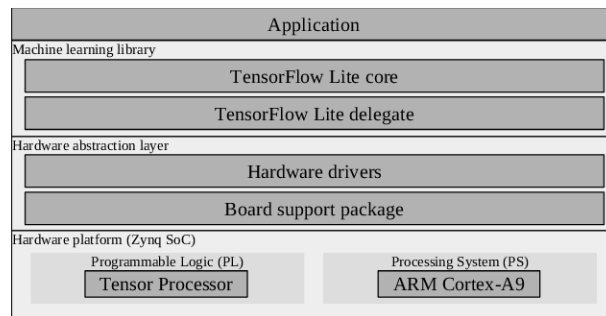 Application
Machine learning library
TensorFlow Lite core
TensorFlow Lite delegate
Hardware abstraction layer
Hardware drivers
Board support package
Hardware platform (Zynq SoC)
Programmable Logic (PL)
Tensor Processor
Processing System (PS)
ARM Cortex-A9